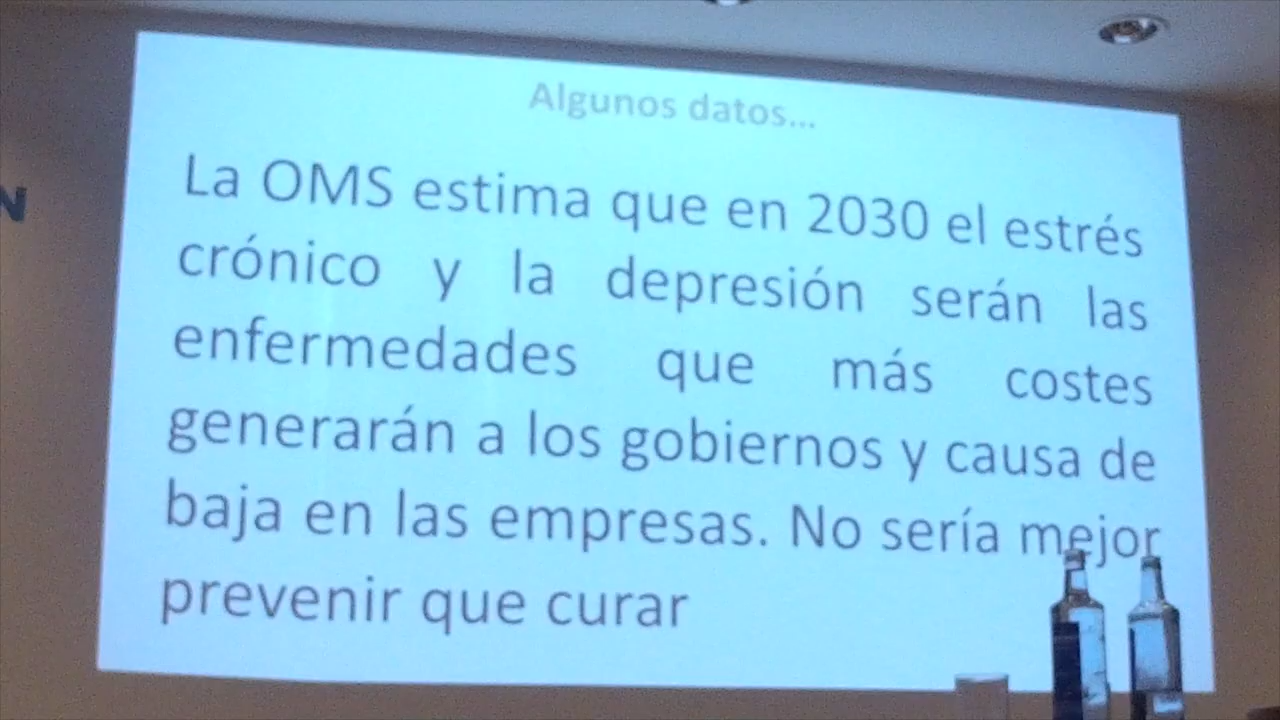 Algunos datos...
La OMS estima que en 2030 el estrés
crónico y la depresión serán las
enfermedades que más costes
generarán a los gobiernos y causa de
baja en las empresas. No sería mejor
prevenir que curar
N